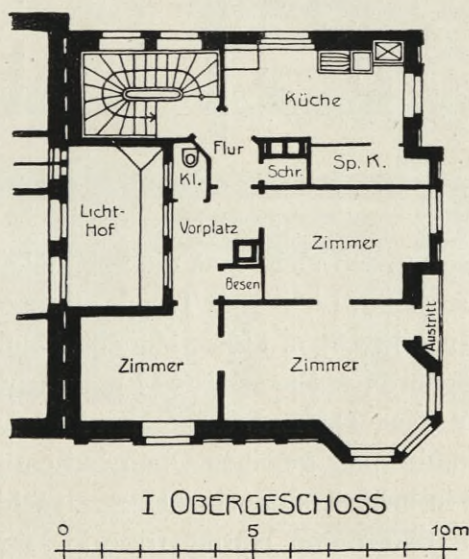 Küche
Flur
Kl.
Schr.
Sp. K.
Licht-
Hof
Vorplatz
Zimmer
Besen
Austritt
Zimmer
Zimmer
I OBERGESCHOSS
0 5 10m